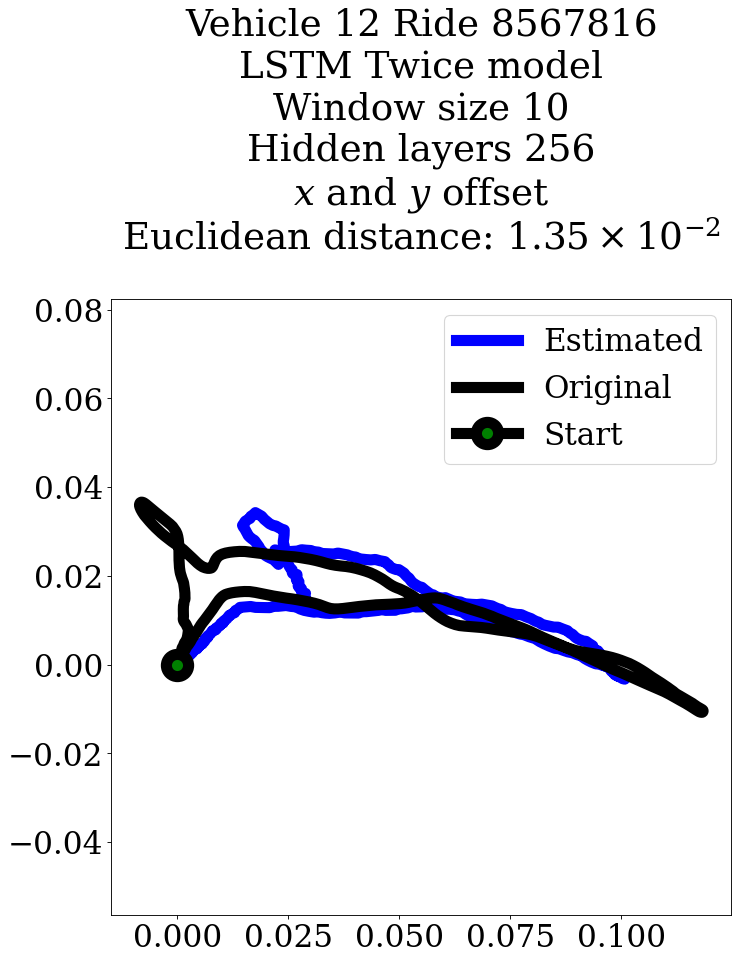 Vehicle 12 Ride 8567816
LSTM Twice model
Window size 10
Hidden layers 256
x and y offset
Euclidean distance: 1.35 × 10⁻²
0.08
0.06
0.04
0.02
0.00
−0.02
−0.04
Estimated
Original
Start
0.000 0.025 0.050 0.075 0.100